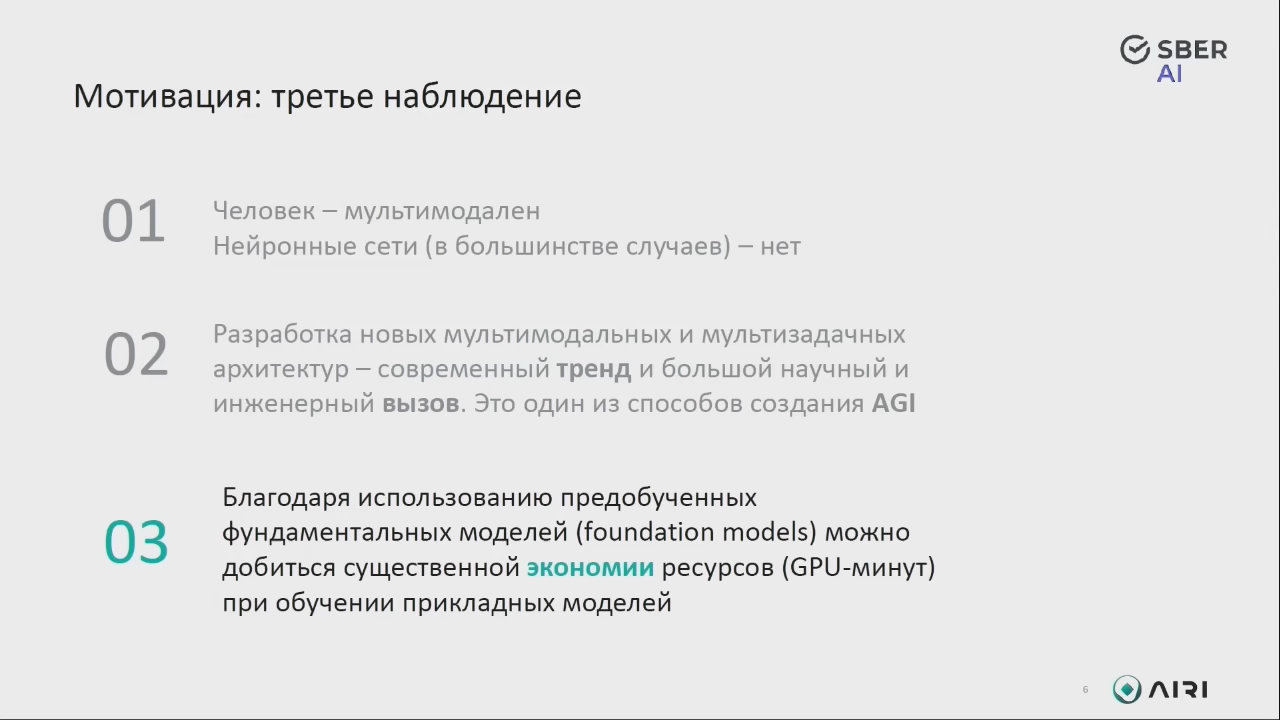 SBER
AI
Мотивация: третье наблюдение
01
Человек – мультимодален
Нейронные сети (в большинстве случаев) – нет
02
Разработка новых мультимодальных и мультизадачных
архитектур – современный тренд и большой научный и
инженерный вызов. Это один из способов создания AGI
03
Благодаря использованию предобученных
фундаментальных моделей (foundation models) можно
добиться существенной экономии ресурсов (GPU-минут)
при обучении прикладных моделей
6
AIRI